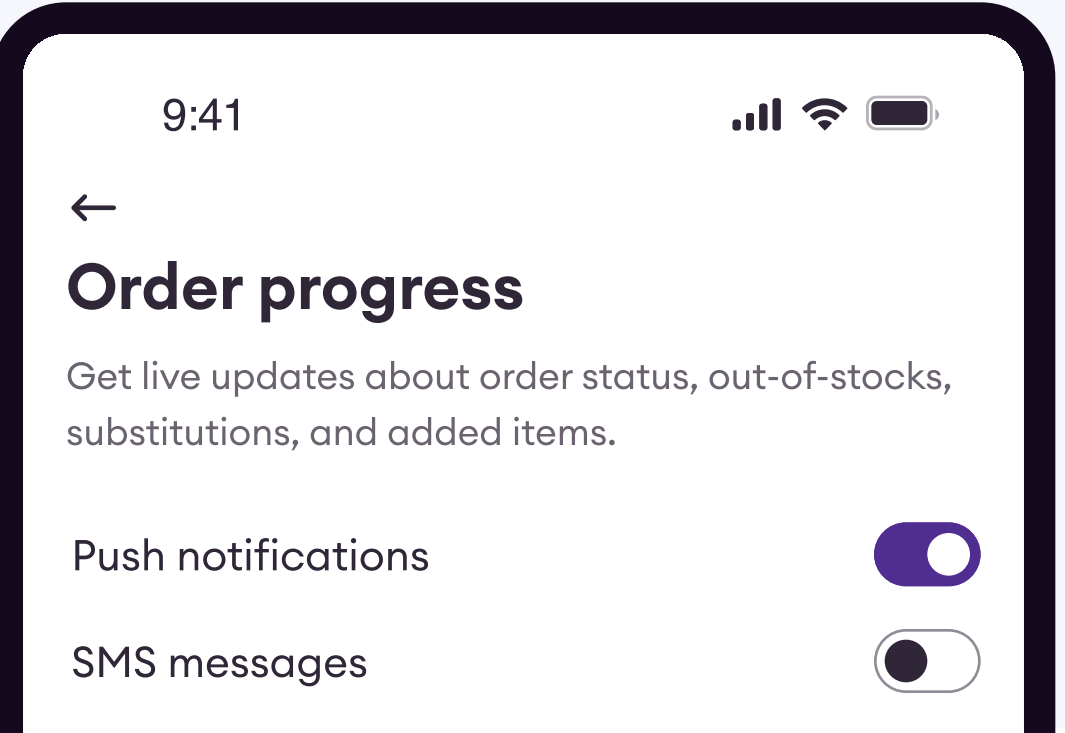 9:41
Order progress
Get live updates about order status, out-of-stocks,
substitutions, and added items.
Push notifications
SMS messages